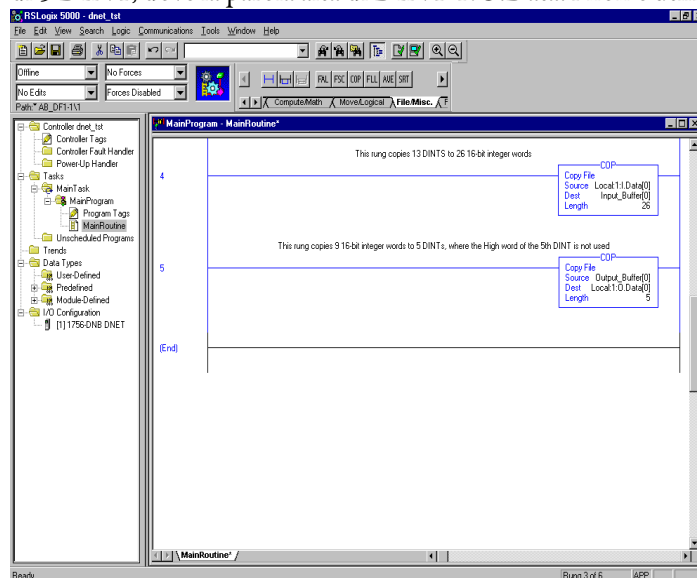 RSLogix 5000 - dnet_tst
File Edit View Search Logic Communications Tools Window Help
Offline
No Forces
No Edits
Forces Disabled
FAL FSC COP FLL AVE SRT
Path:* AB_DF1-1\1
Compute/Math Move/Logical File/Misc.
Controller dnet_tst
Controller Tags
Controller Fault Handler
Power-Up Handler
Tasks
MainTask
MainProgram
Program Tags
MainRoutine
Unscheduled Programs
Trends
Data Types
User-Defined
Predefined
Module-Defined
I/O Configuration
[1] 1756-DNB DNET
MainProgram - MainRoutine*
This rung copies 13 DINTS to 26 16-bit integer words
4
COP
Copy File
Source Local:1:I.Data[0]
Dest Input_Buffer[0]
Length 26
This rung copies 9 16-bit integer words to 5 DINTs, where the High word of the 5th DINT is not used
5
COP
Copy File
Source Output_Buffer[0]
Dest Local:1:O.Data[0]
Length 5
(End)
MainRoutine*
Ready
Rung 3 of 6 APP